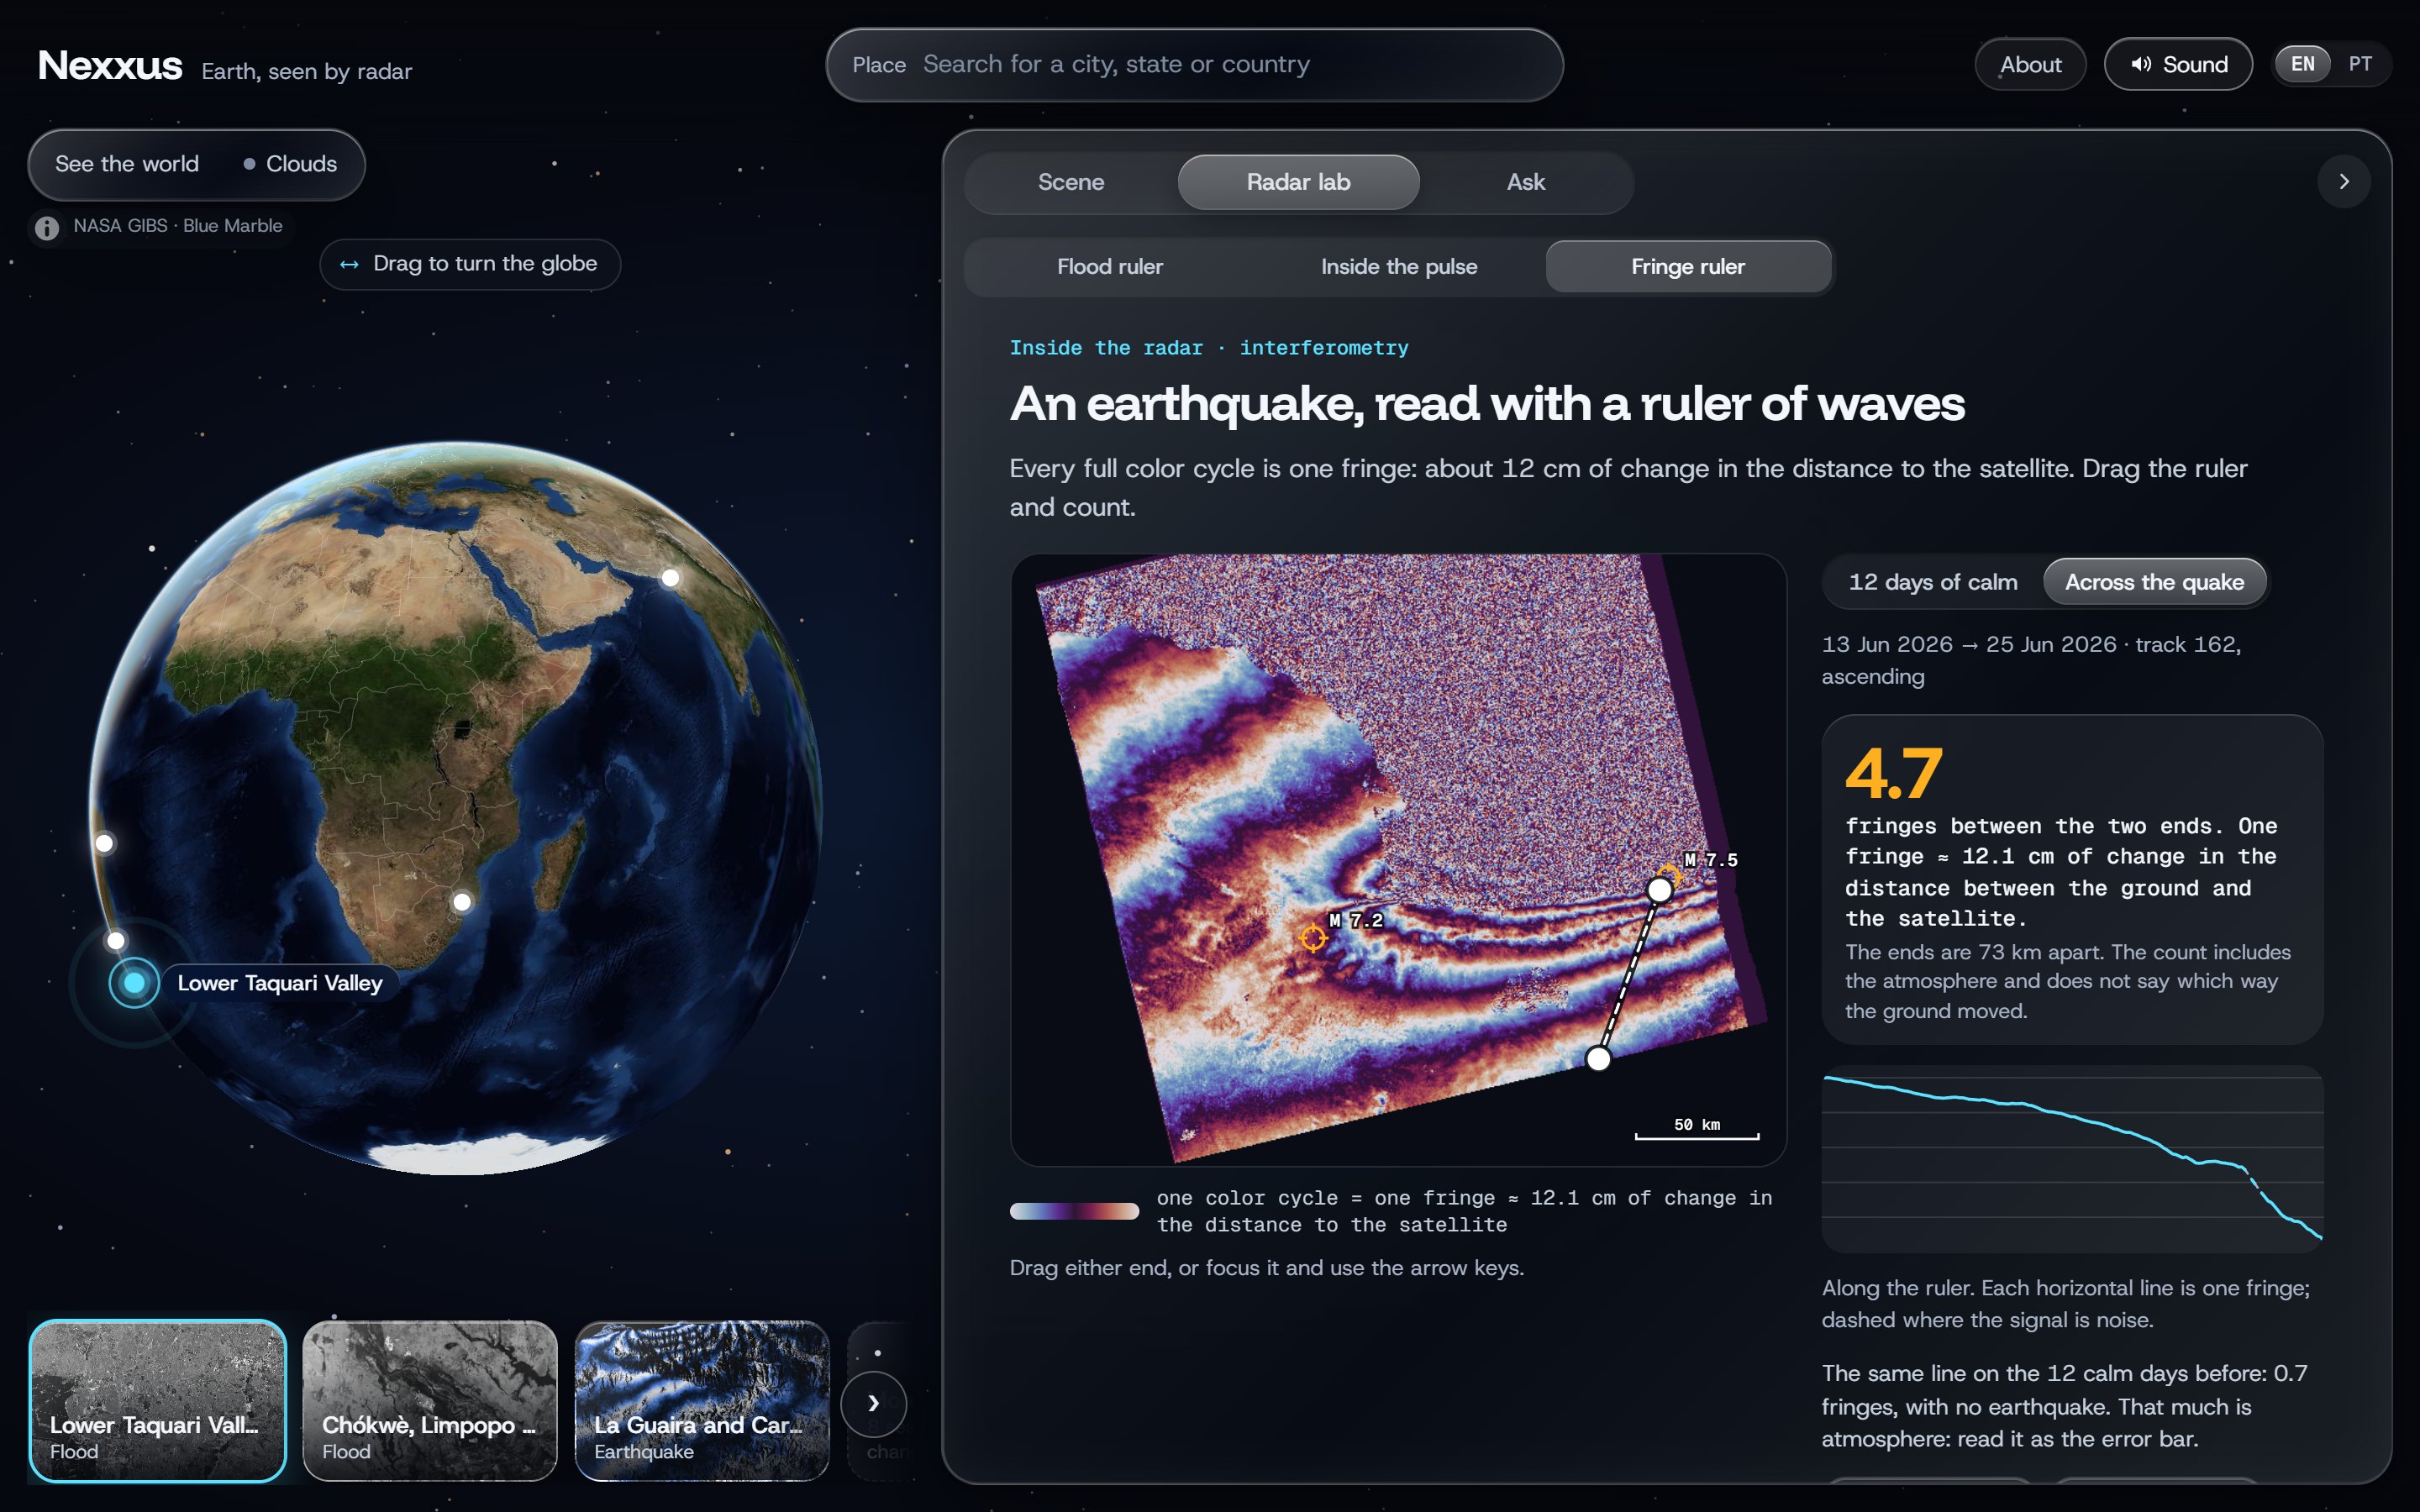 Nexxus Earth, seen by radar
Place Search for a city, state or country
About
Sound
EN PT
See the world Clouds
NASA GIBS · Blue Marble
Drag to turn the globe
Lower Taquari Valley
Lower Taquari Vall...
Flood
Chókwè, Limpopo ...
Flood
La Guaira and Car...
Earthquake
Scene Radar lab Ask
Flood ruler Inside the pulse Fringe ruler
Inside the radar · interferometry
An earthquake, read with a ruler of waves
Every full color cycle is one fringe: about 12 cm of change in the distance to the satellite. Drag the ruler
and count.
M 7.5
M 7.2
50 km
one color cycle = one fringe ≈ 12.1 cm of change in
the distance to the satellite
Drag either end, or focus it and use the arrow keys.
12 days of calm Across the quake
13 Jun 2026 → 25 Jun 2026 · track 162,
ascending
4.7
fringes between the two ends. One
fringe ≈ 12.1 cm of change in the
distance between the ground and
the satellite.
The ends are 73 km apart. The count includes
the atmosphere and does not say which way
the ground moved.
Along the ruler. Each horizontal line is one fringe;
dashed where the signal is noise.
The same line on the 12 calm days before: 0.7
fringes, with no earthquake. That much is
atmosphere: read it as the error bar.